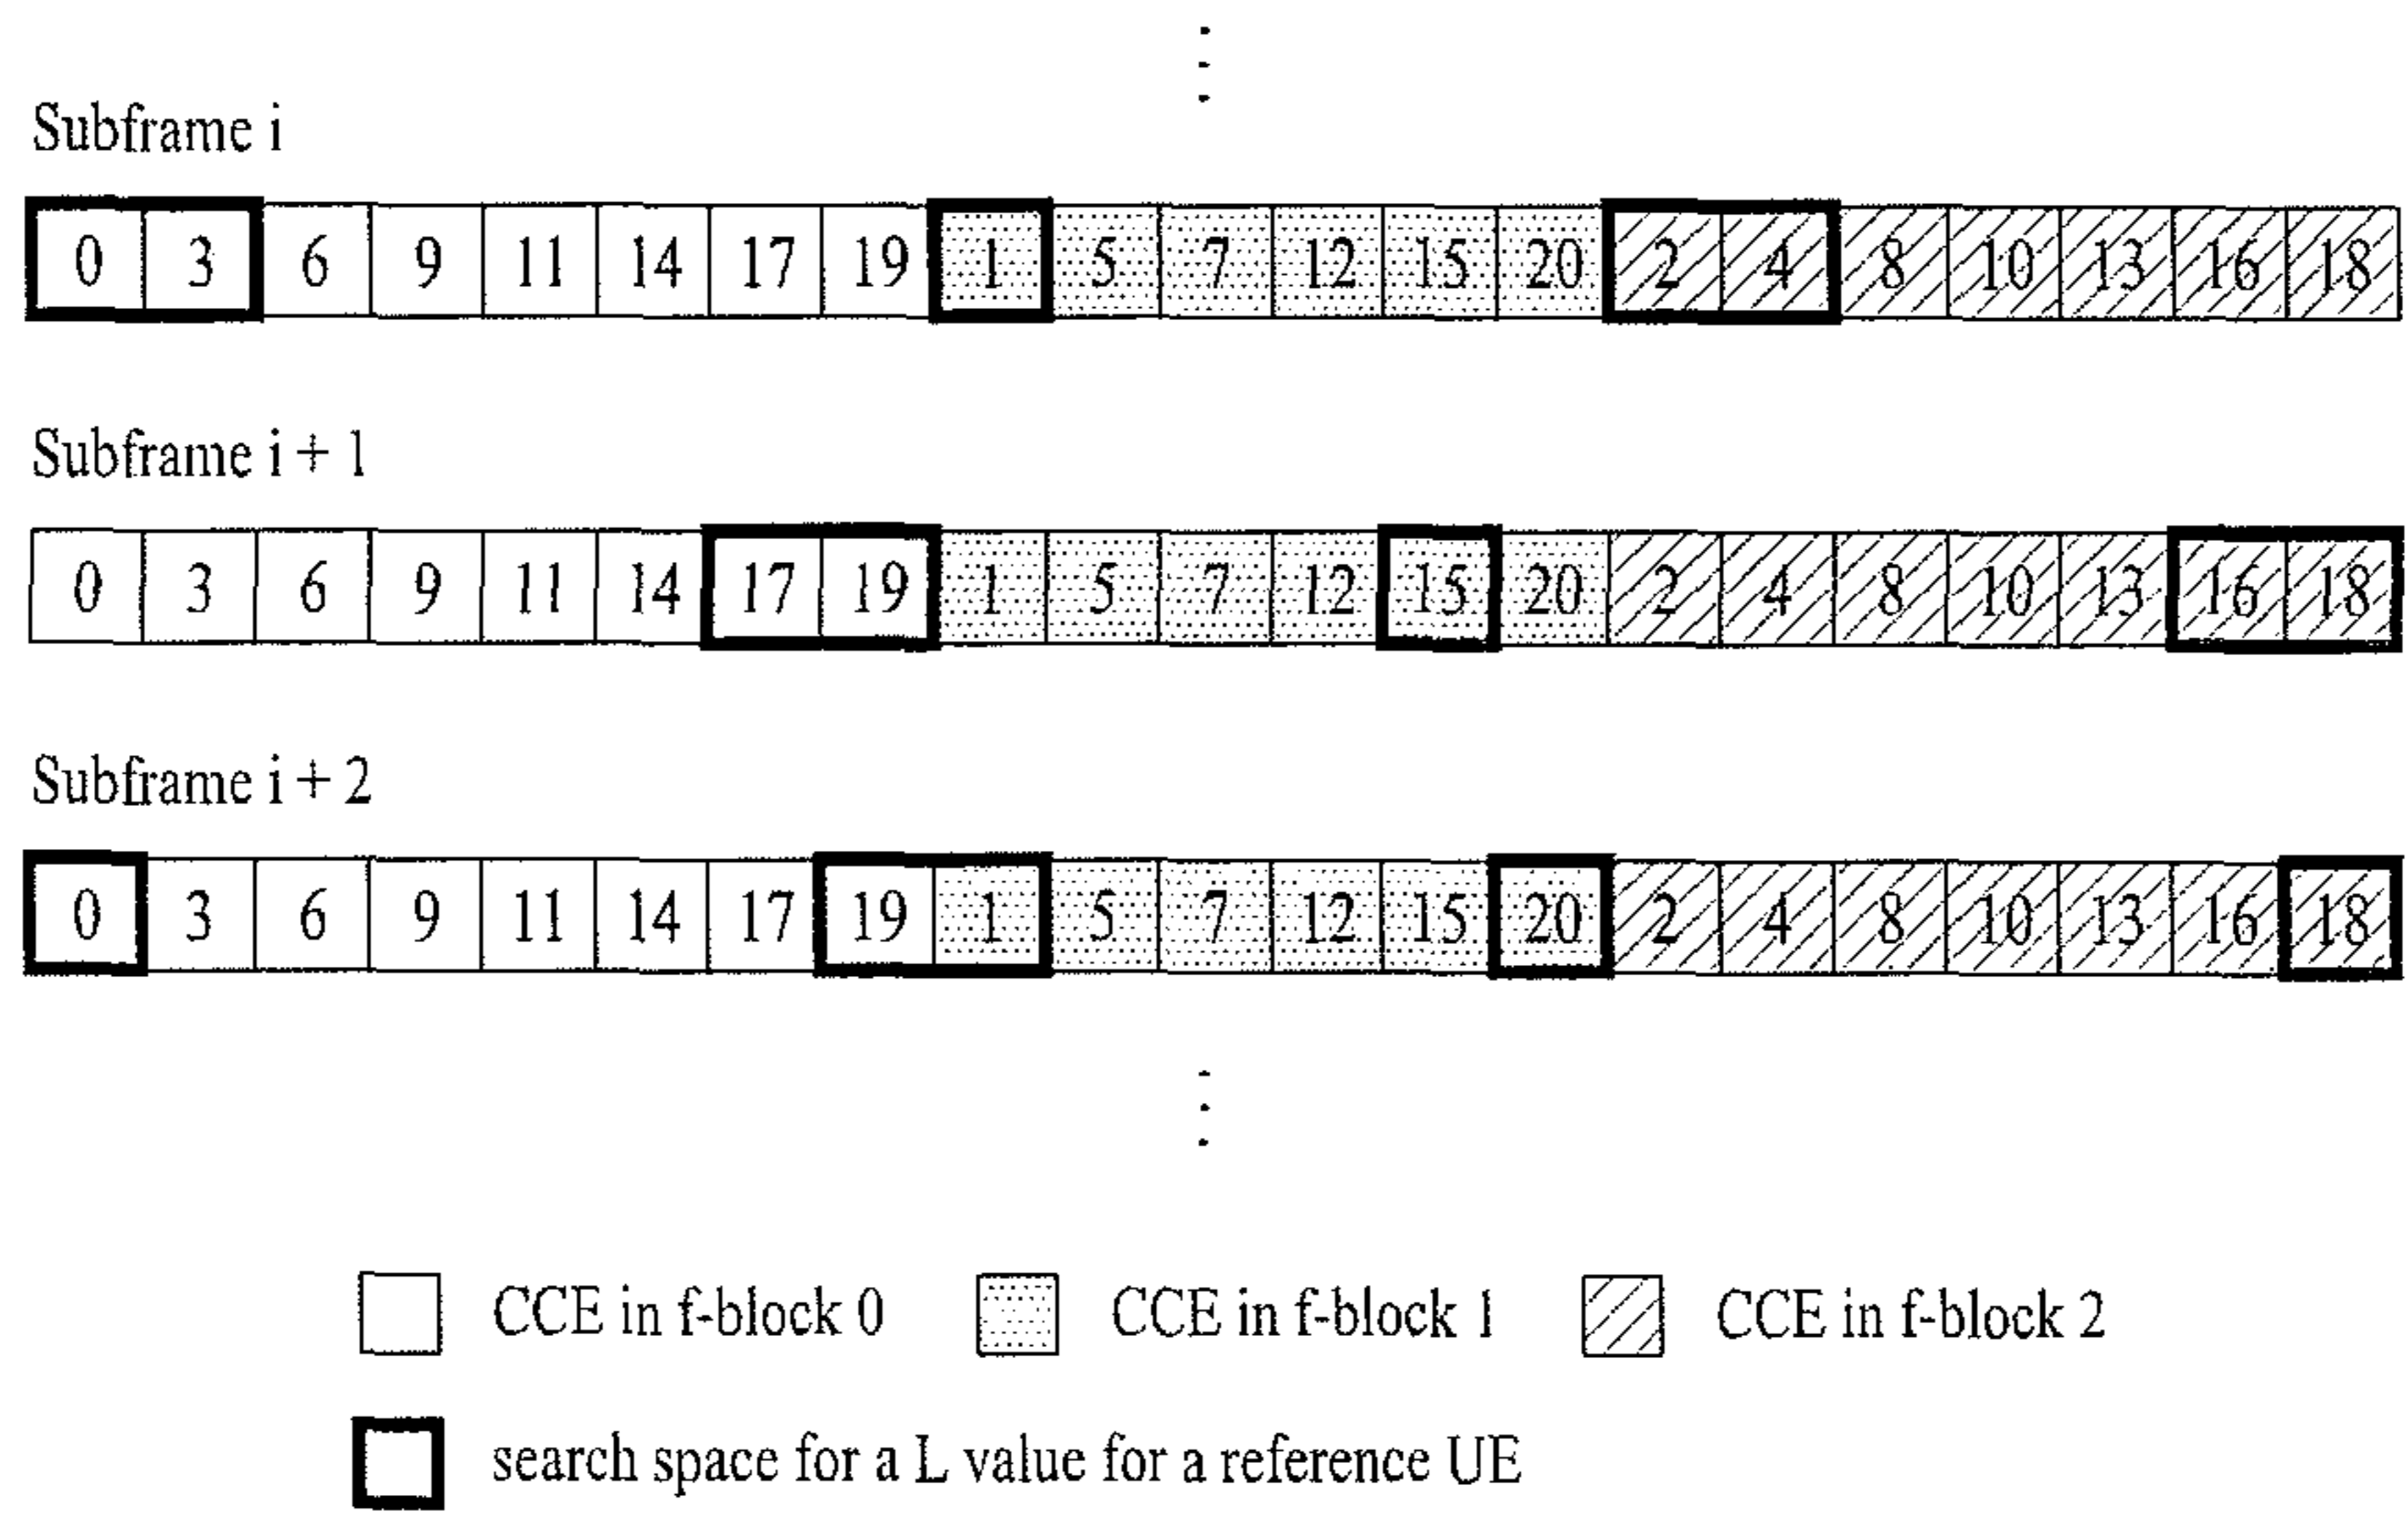 Subframe i
0 3 6 9 11 14 17 19 1 5 7 12 15 20 2 4 8 10 13 16 18
Subframe i + 1
0 3 6 9 11 14 17 19 1 5 7 12 15 20 2 4 8 10 13 16 18
Subframe i + 2
0 3 6 9 11 14 17 19 1 5 7 12 15 20 2 4 8 10 13 16 18
CCE in f-block 0 CCE in f-block 1 CCE in f-block 2
search space for a L value for a reference UE